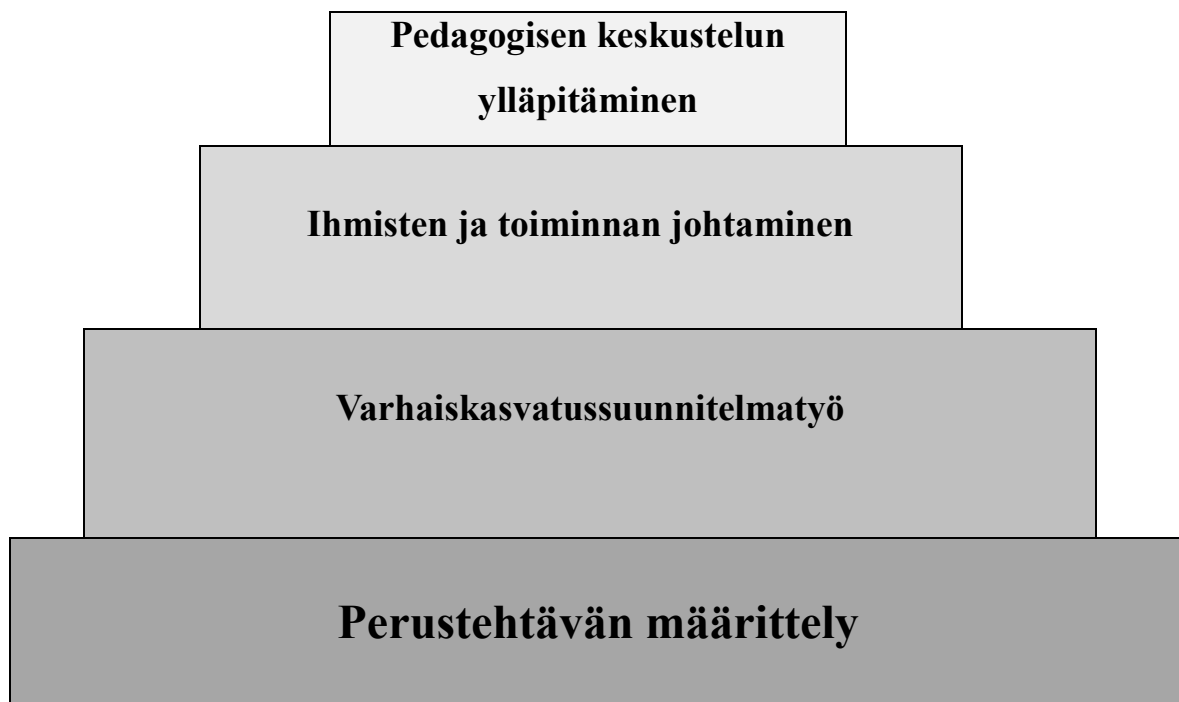 Pedagogisen keskustelun
ylläpitäminen
Ihmisten ja toiminnan johtaminen
Varhaiskasvatussuunnitelmatyö
Perustehtävän määrittely